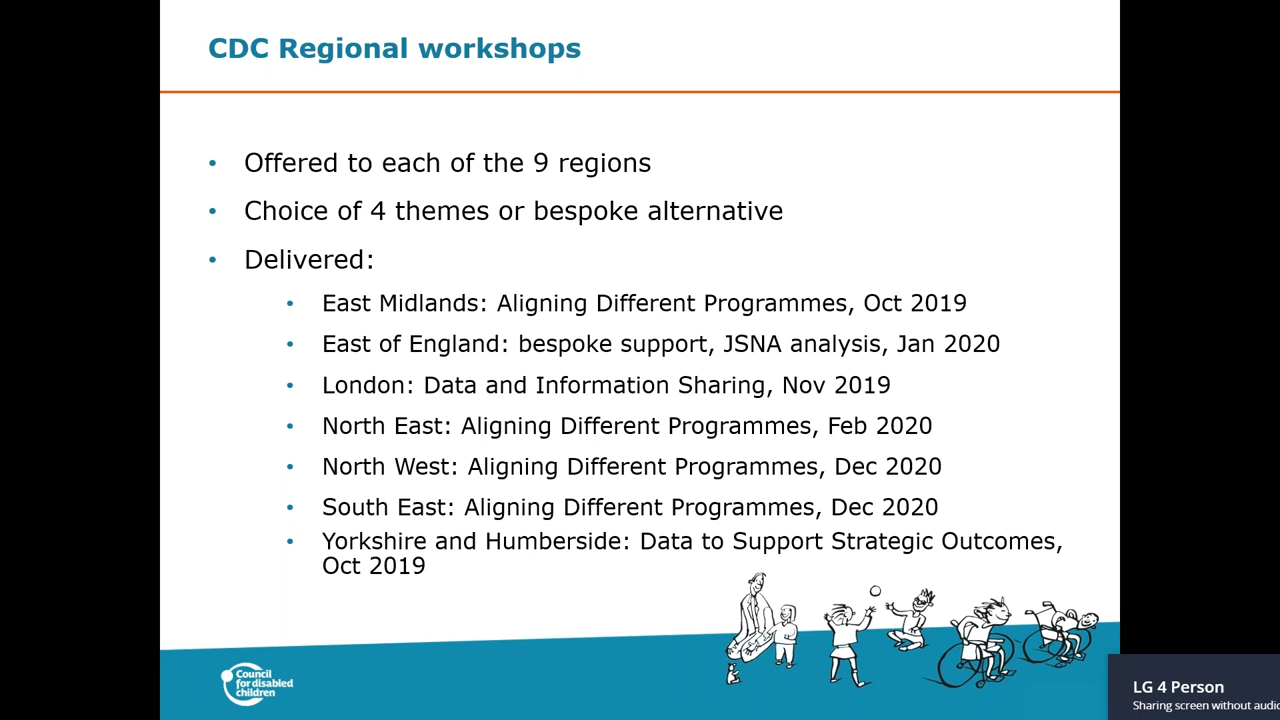 CDC Regional workshops
• Offered to each of the 9 regions
• Choice of 4 themes or bespoke alternative
• Delivered:
• East Midlands: Aligning Different Programmes, Oct 2019
• East of England: bespoke support, JSNA analysis, Jan 2020
• London: Data and Information Sharing, Nov 2019
• North East: Aligning Different Programmes, Feb 2020
• North West: Aligning Different Programmes, Dec 2020
• South East: Aligning Different Programmes, Dec 2020
• Yorkshire and Humberside: Data to Support Strategic Outcomes,
Oct 2019
Council
for disabled
children
LG 4 Person
Sharing screen without audio